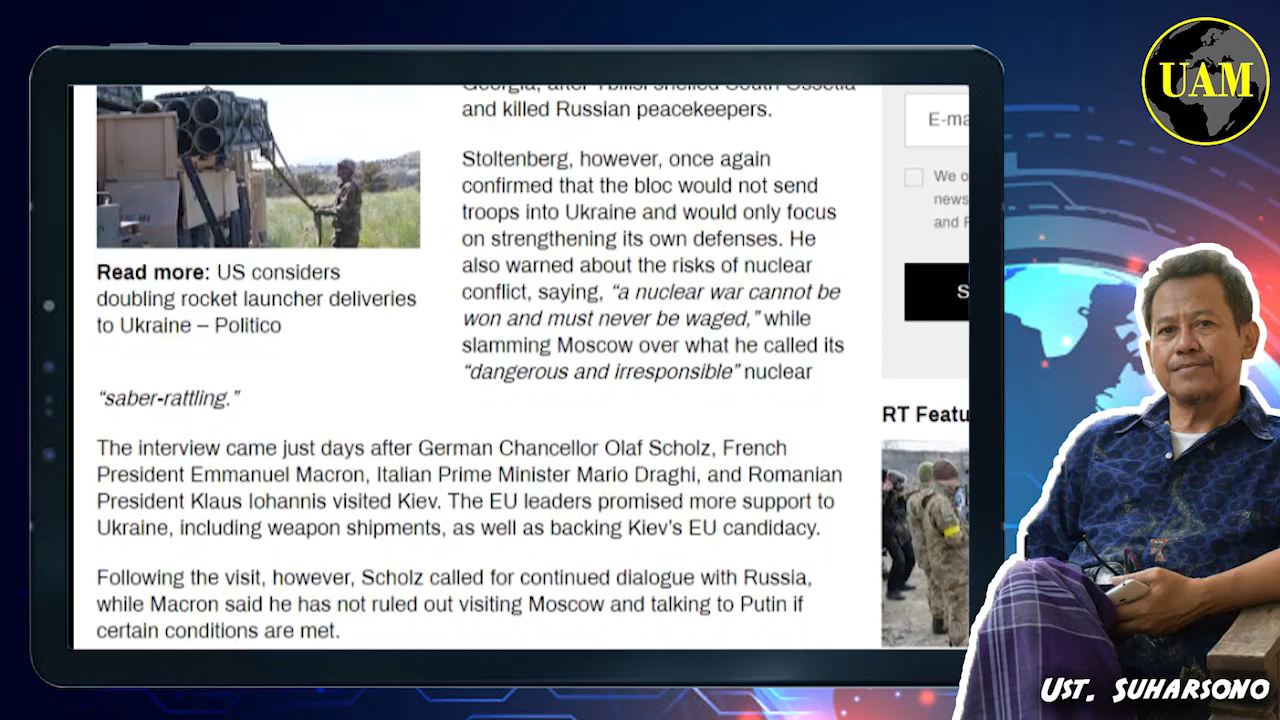 UAM
Georgia, after Tbilisi shelled South Ossetia
and killed Russian peacekeepers.
Stoltenberg, however, once again
confirmed that the bloc would not send
troops into Ukraine and would only focus
on strengthening its own defenses. He
also warned about the risks of nuclear
conflict, saying, “a nuclear war cannot be
won and must never be waged,” while
slamming Moscow over what he called its
“dangerous and irresponsible” nuclear
“saber-rattling.”
Read more: US considers
doubling rocket launcher deliveries
to Ukraine – Politico
The interview came just days after German Chancellor Olaf Scholz, French
President Emmanuel Macron, Italian Prime Minister Mario Draghi, and Romanian
President Klaus Iohannis visited Kiev. The EU leaders promised more support to
Ukraine, including weapon shipments, as well as backing Kiev’s EU candidacy.
Following the visit, however, Scholz called for continued dialogue with Russia,
while Macron said he has not ruled out visiting Moscow and talking to Putin if
certain conditions are met.
E-ma
We o
news
and
S
RT Featu
UST. SUHARSONO